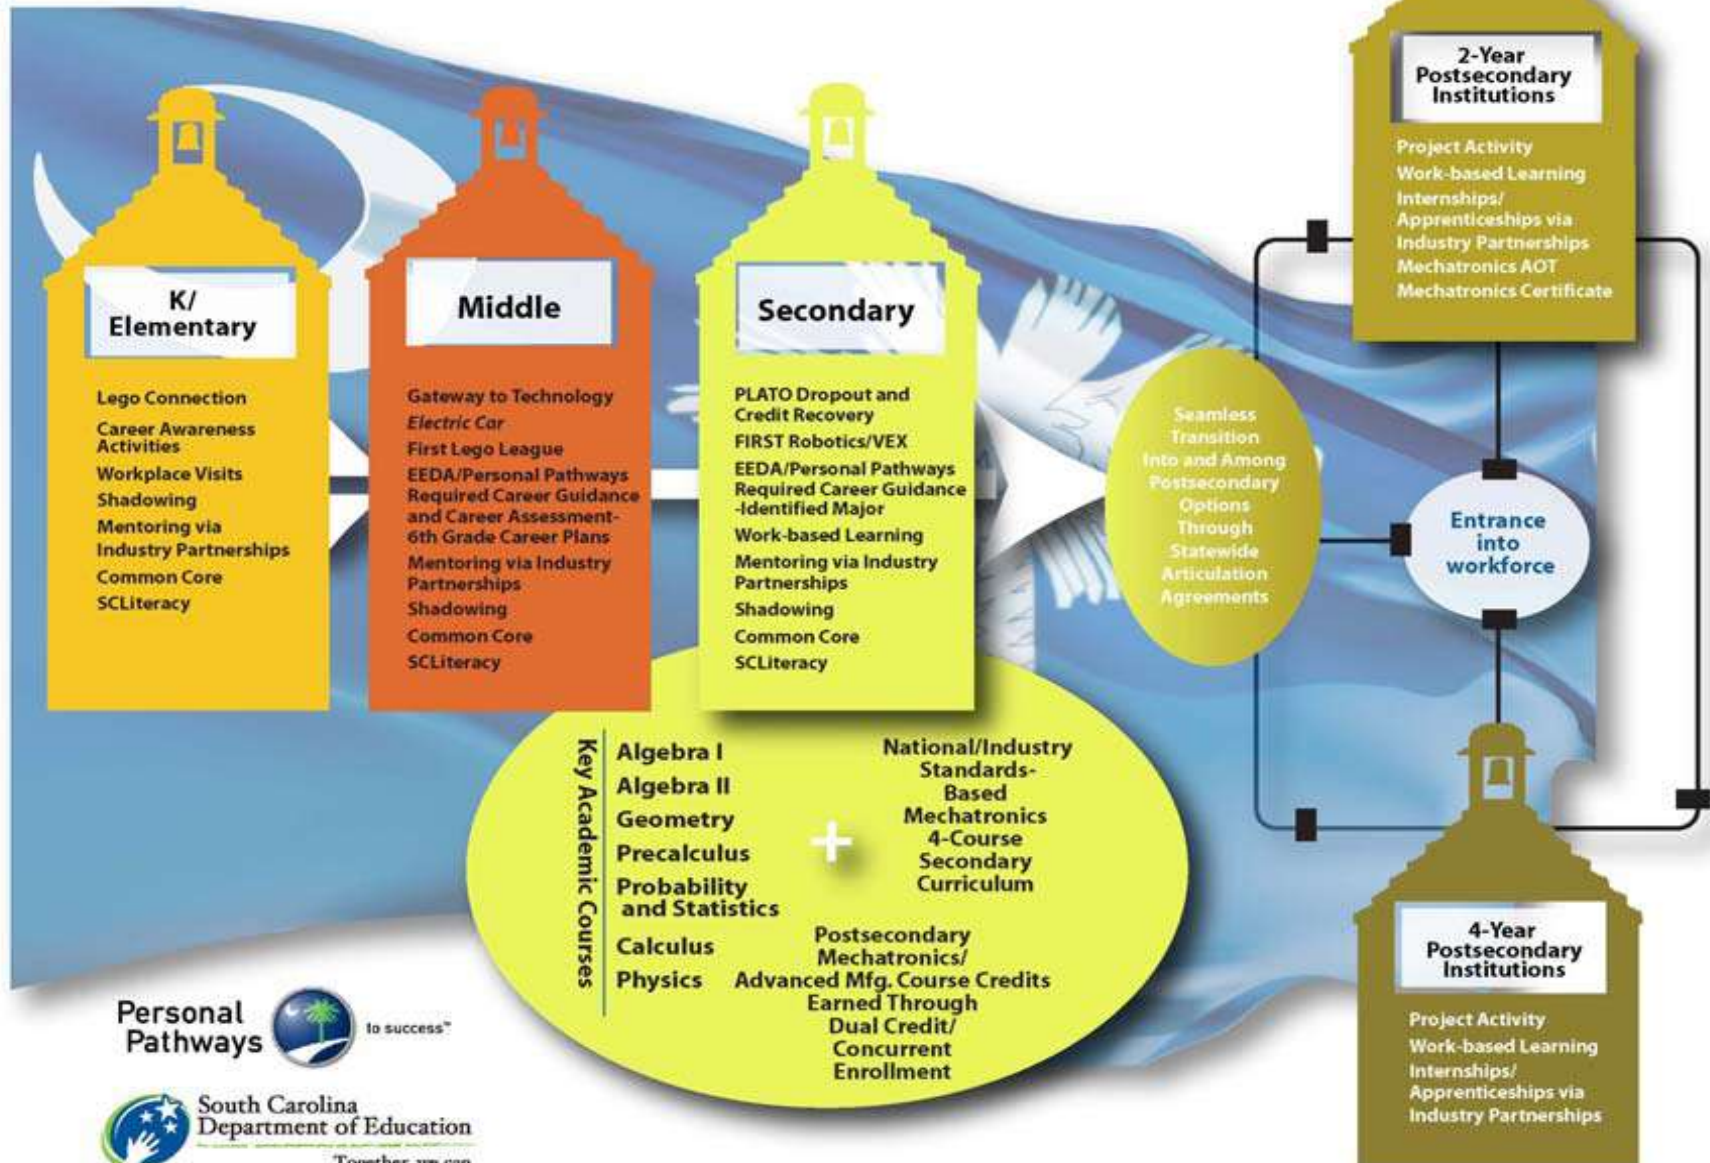 K/
Elementary
Lego Connection
Career Awareness
Activities
Workplace Visits
Shadowing
Mentoring via
Industry Partnerships
Common Core
SCLiteracy
Middle
Gateway to Technology
Electric Car
First Lego League
EEDA/Personal Pathways
Required Career Guidance
and Career Assessment-
6th Grade Career Plans
Mentoring via Industry
Partnerships
Shadowing
Common Core
SCLiteracy
Secondary
PLATO Dropout and
Credit Recovery
FIRST Robotics/VEX
EEDA/Personal Pathways
Required Career Guidance
-Identified Major
Work-based Learning
Mentoring via Industry
Partnerships
Shadowing
Common Core
SCLiteracy
Key Academic Courses
Algebra I
Algebra II
Geometry
Precalculus
Probability
and Statistics
Calculus
Physics
+
National/Industry
Standards-
Based
Mechatronics
4-Course
Secondary
Curriculum
Postsecondary
Mechatronics/
Advanced Mfg. Course Credits
Earned Through
Dual Credit/
Concurrent
Enrollment
Seamless
Transition
Into and Among
Postsecondary
Options
Through
Statewide
Articulation
Agreements
2-Year
Postsecondary
Institutions
Project Activity
Work-based Learning
Internships/
Apprenticeships via
Industry Partnerships
Mechatronics AOT
Mechatronics Certificate
Entrance
into
workforce
4-Year
Postsecondary
Institutions
Project Activity
Work-based Learning
Internships/
Apprenticeships via
Industry Partnerships
Personal
Pathways
to success™
South Carolina
Department of Education
Together, we can